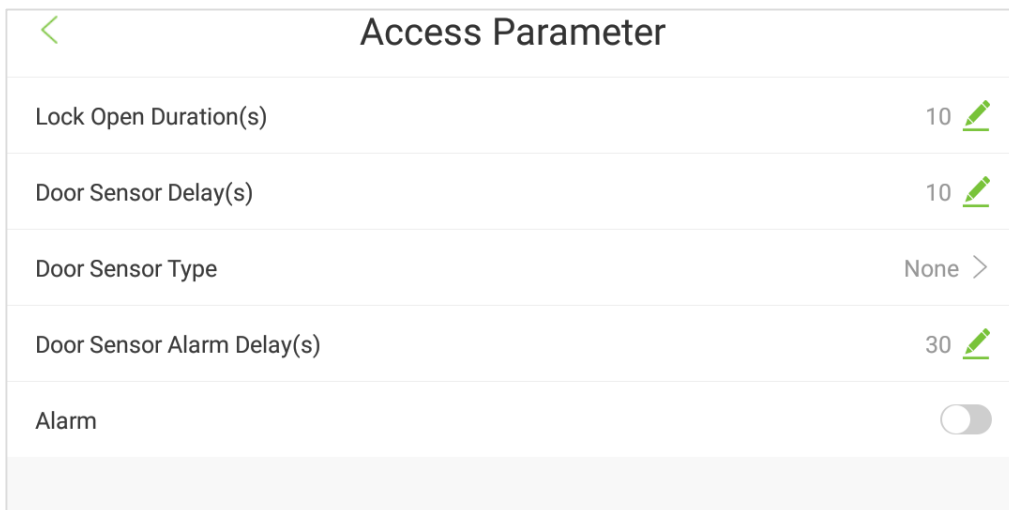 Access Parameter
Lock Open Duration(s) 10
Door Sensor Delay(s) 10
Door Sensor Type None
Door Sensor Alarm Delay(s) 30
Alarm